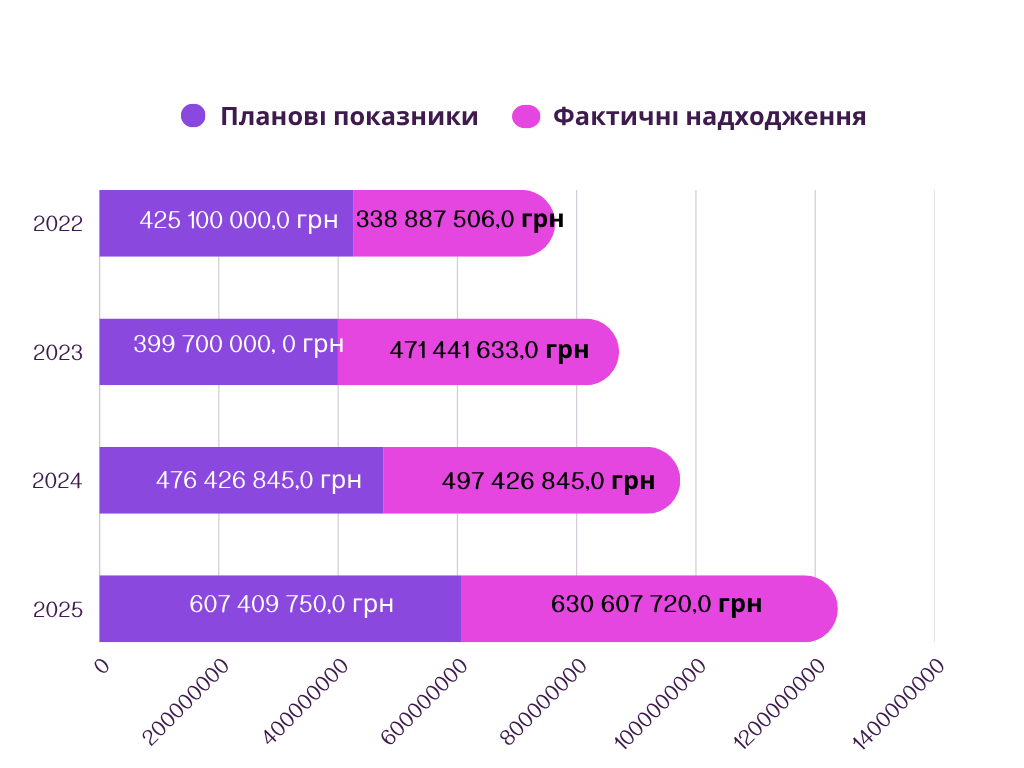 Планові показники Фактичні надходження
2022 425 100 000,0 грн 338 887 506,0 грн
2023 399 700 000, 0 грн 471 441 633,0 грн
2024 476 426 845,0 грн 497 426 845,0 грн
2025 607 409 750,0 грн 630 607 720,0 грн
0 200000000 400000000 600000000 800000000 1000000000 1200000000 1400000000